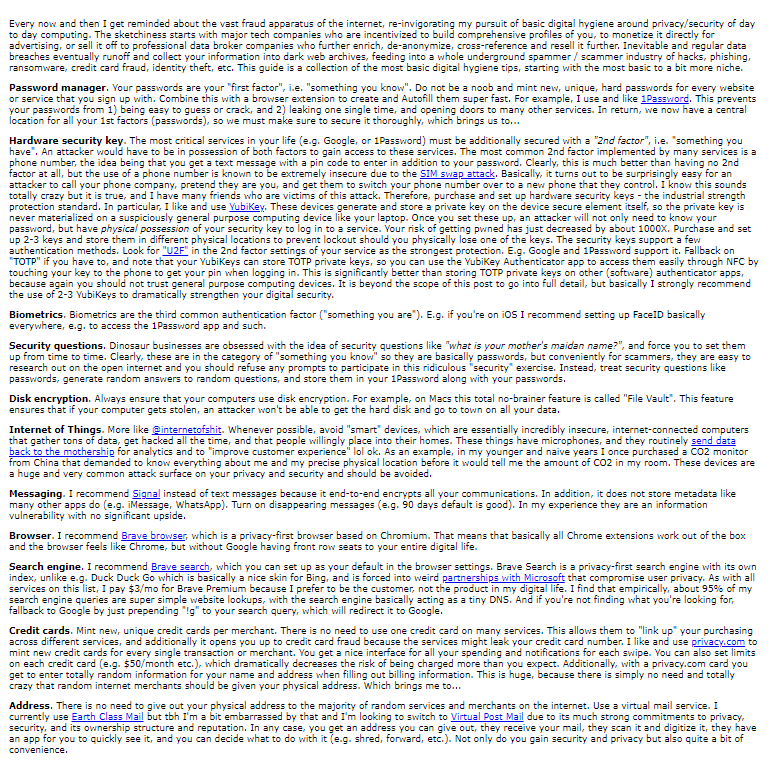 Every now and then I get reminded about the vast fraud apparatus of the internet, re-invigorating my pursuit of basic digital hygiene around privacy/security of day
to day computing. The sketchiness starts with major tech companies who are incentivized to build comprehensive profiles of you, to monetize it directly for
advertising, or sell it off to professional data broker companies who further enrich, de-anonymize, cross-reference and resell it further. Inevitable and regular data
breaches eventually runoff and collect your information into dark web archives, feeding into a whole underground spammer / scammer industry of hacks, phishing,
ransomware, credit card fraud, identity theft, etc. This guide is a collection of the most basic digital hygiene tips, starting with the most basic to a bit more niche.
Password manager. Your passwords are your "first factor", i.e. "something you know". Do not be a noob and mint new, unique, hard passwords for every website
or service that you sign up with. Combine this with a browser extension to create and Autofill them super fast. For example, I use and like 1Password. This prevents
your passwords from 1) being easy to guess or crack, and 2) leaking one single time, and opening doors to many other services. In return, we now have a central
location for all your 1st factors (passwords), so we must make sure to secure it thoroughly, which brings us to...
Hardware security key. The most critical services in your life (e.g. Google, or 1Password) must be additionally secured with a "2nd factor", i.e. "something you
have". An attacker would have to be in possession of both factors to gain access to these services. The most common 2nd factor implemented by many services is a
phone number, the idea being that you get a text message with a pin code to enter in addition to your password. Clearly, this is much better than having no 2nd
factor at all, but the use of a phone number is known to be extremely insecure due to the SIM swap attack. Basically, it turns out to be surprisingly easy for an
attacker to call your phone company, pretend they are you, and get them to switch your phone number over to a new phone that they control. I know this sounds
totally crazy but it is true, and I have many friends who are victims of this attack. Therefore, purchase and set up hardware security keys - the industrial strength
protection standard. In particular, I like and use YubiKey. These devices generate and store a private key on the device secure element itself, so the private key is
never materialized on a suspiciously general purpose computing device like your laptop. Once you set these up, an attacker will not only need to know your
password, but have physical possession of your security key to log in to a service. Your risk of getting pwned has just decreased by about 1000X. Purchase and set
up 2-3 keys and store them in different physical locations to prevent lockout should you physically lose one of the keys. The security keys support a few
authentication methods. Look for "U2F" in the 2nd factor settings of your service as the strongest protection. E.g. Google and 1Password support it. Fallback on
"TOTP" if you have to, and note that your YubiKeys can store TOTP private keys, so you can use the YubiKey Authenticator app to access them easily through NFC by
touching your key to the phone to get your pin when logging in. This is significantly better than storing TOTP private keys on other (software) authenticator apps,
because again you should not trust general purpose computing devices. It is beyond the scope of this post to go into full detail, but basically I strongly recommend
the use of 2-3 YubiKeys to dramatically strengthen your digital security.
Biometrics. Biometrics are the third common authentication factor ("something you are"). E.g. if you're on iOS I recommend setting up FaceID basically
everywhere, e.g. to access the 1Password app and such.
Security questions. Dinosaur businesses are obsessed with the idea of security questions like "what is your mother's maidan name?", and force you to set them
up from time to time. Clearly, these are in the category of "something you know" so they are basically passwords, but conveniently for scammers, they are easy to
research out on the open internet and you should refuse any prompts to participate in this ridiculous "security" exercise. Instead, treat security questions like
passwords, generate random answers to random questions, and store them in your 1Password along with your passwords.
Disk encryption. Always ensure that your computers use disk encryption. For example, on Macs this total no-brainer feature is called "File Vault". This feature
ensures that if your computer gets stolen, an attacker won't be able to get the hard disk and go to town on all your data.
Internet of Things. More like @internetofshit. Whenever possible, avoid "smart" devices, which are essentially incredibly insecure, internet-connected computers
that gather tons of data, get hacked all the time, and that people willingly place into their homes. These things have microphones, and they routinely send data
back to the mothership for analytics and to "improve customer experience" lol ok. As an example, in my younger and naive years I once purchased a CO2 monitor
from China that demanded to know everything about me and my precise physical location before it would tell me the amount of CO2 in my room. These devices are
a huge and very common attack surface on your privacy and security and should be avoided.
Messaging. I recommend Signal instead of text messages because it end-to-end encrypts all your communications. In addition, it does not store metadata like
many other apps do (e.g. iMessage, WhatsApp). Turn on disappearing messages (e.g. 90 days default is good). In my experience they are an information
vulnerability with no significant upside.
Browser. I recommend Brave browser, which is a privacy-first browser based on Chromium. That means that basically all Chrome extensions work out of the box
and the browser feels like Chrome, but without Google having front row seats to your entire digital life.
Search engine. I recommend Brave search, which you can set up as your default in the browser settings. Brave Search is a privacy-first search engine with its own
index, unlike e.g. Duck Duck Go which is basically a nice skin for Bing, and is forced into weird partnerships with Microsoft that compromise user privacy. As with all
services on this list, I pay $3/mo for Brave Premium because I prefer to be the customer, not the product in my digital life. I find that empirically, about 95% of my
search engine queries are super simple website lookups, with the search engine basically acting as a tiny DNS. And if you're not finding what you're looking for,
fallback to Google by just prepending "!g" to your search query, which will redirect it to Google.
Credit cards. Mint new, unique credit cards per merchant. There is no need to use one credit card on many services. This allows them to "link up" your purchasing
across different services, and additionally it opens you up to credit card fraud because the services might leak your credit card number. I like and use privacy.com to
mint new credit cards for every single transaction or merchant. You get a nice interface for all your spending and notifications for each swipe. You can also set limits
on each credit card (e.g. $50/month etc.), which dramatically decreases the risk of being charged more than you expect. Additionally, with a privacy.com card you
get to enter totally random information for your name and address when filling out billing information. This is huge, because there is simply no need and totally
crazy that random internet merchants should be given your physical address. Which brings me to...
Address. There is no need to give out your physical address to the majority of random services and merchants on the internet. Use a virtual mail service. I
currently use Earth Class Mail but tbh I'm a bit embarrassed by that and I'm looking to switch to Virtual Post Mail due to its much strong commitments to privacy,
security, and its ownership structure and reputation. In any case, you get an address you can give out, they receive your mail, they scan it and digitize it, they have
an app for you to quickly see it, and you can decide what to do with it (e.g. shred, forward, etc.). Not only do you gain security and privacy but also quite a bit of
convenience.